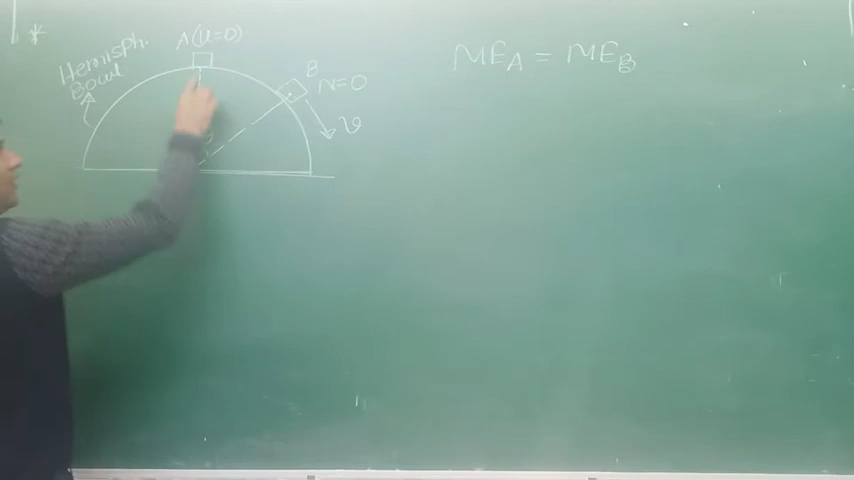 *
A(u=0)
Hemisph.
Bowl
B
N=0
v
ME_A = ME_B